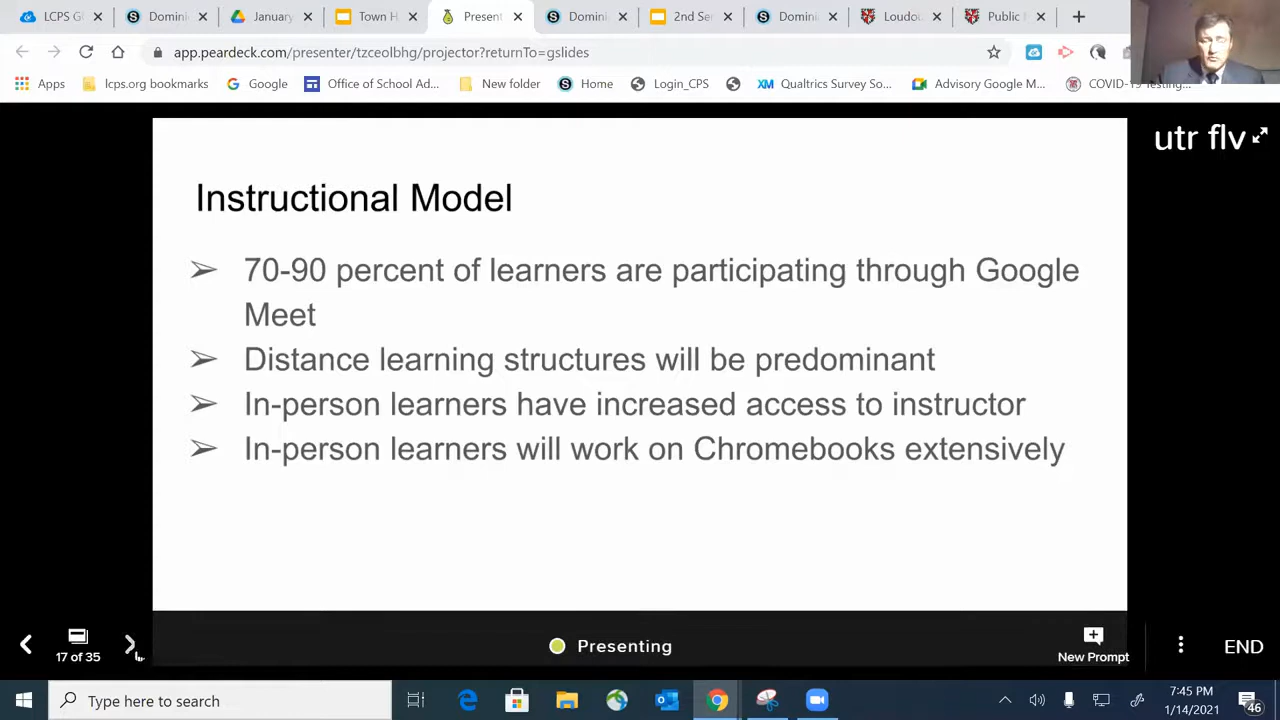 LCPS Gl
Domini
January
Town H
Present
Domin
2nd Se
Domini
Loudou
Public
app.peardeck.com/presenter/tzceolbhg/projector?returnTo=gslides
Apps
lcps.org bookmarks
Google
Office of School Ad...
New folder
Home
Login_CPS
Qualtrics Survey So...
Advisory Google M...
COVID-19 Testing...
utr flv
Instructional Model
➢ 70-90 percent of learners are participating through Google
Meet
➢ Distance learning structures will be predominant
➢ In-person learners have increased access to instructor
➢ In-person learners will work on Chromebooks extensively
17 of 35
Presenting
New Prompt
END
Type here to search
7:45 PM
1/14/2021
46